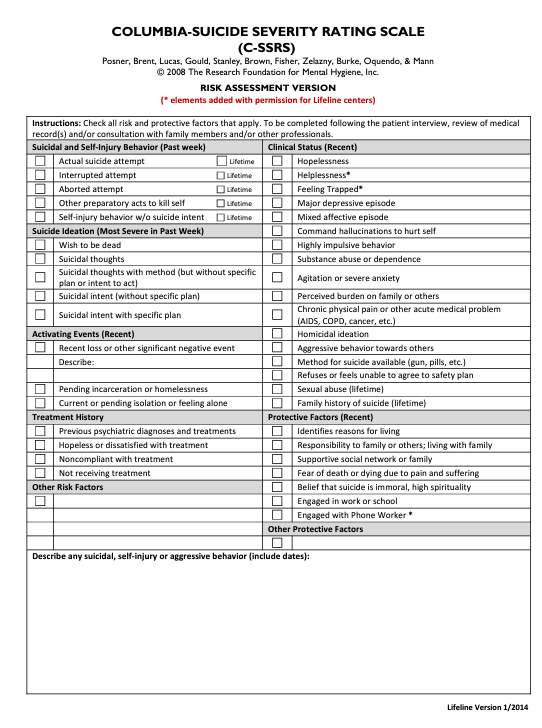 COLUMBIA-SUICIDE SEVERITY RATING SCALE
(C-SSRS)
Posner, Brent, Lucas, Gould, Stanley, Brown, Fisher, Zelazny, Burke, Oquendo, & Mann
© 2008 The Research Foundation for Mental Hygiene, Inc.
RISK ASSESSMENT VERSION
(* elements added with permission for Lifeline centers)
Instructions: Check all risk and protective factors that apply. To be completed following the patient interview, review of medical
record(s) and/or consultation with family members and/or other professionals.
Suicidal and Self-Injury Behavior (Past week)
Actual suicide attempt Lifetime
Interrupted attempt Lifetime
Aborted attempt Lifetime
Other preparatory acts to kill self Lifetime
Self-injury behavior w/o suicide intent Lifetime
Suicide Ideation (Most Severe in Past Week)
Wish to be dead
Suicidal thoughts
Suicidal thoughts with method (but without specific
plan or intent to act)
Suicidal intent (without specific plan)
Suicidal intent with specific plan
Activating Events (Recent)
Recent loss or other significant negative event
Describe:
Pending incarceration or homelessness
Current or pending isolation or feeling alone
Treatment History
Previous psychiatric diagnoses and treatments
Hopeless or dissatisfied with treatment
Noncompliant with treatment
Not receiving treatment
Other Risk Factors
Clinical Status (Recent)
Hopelessness
Helplessness*
Feeling Trapped*
Major depressive episode
Mixed affective episode
Command hallucinations to hurt self
Highly impulsive behavior
Substance abuse or dependence
Agitation or severe anxiety
Perceived burden on family or others
Chronic physical pain or other acute medical problem
(AIDS, COPD, cancer, etc.)
Homicidal ideation
Aggressive behavior towards others
Method for suicide available (gun, pills, etc.)
Refuses or feels unable to agree to safety plan
Sexual abuse (lifetime)
Family history of suicide (lifetime)
Protective Factors (Recent)
Identifies reasons for living
Responsibility to family or others; living with family
Supportive social network or family
Fear of death or dying due to pain and suffering
Belief that suicide is immoral, high spirituality
Engaged in work or school
Engaged with Phone Worker *
Other Protective Factors
Describe any suicidal, self-injury or aggressive behavior (include dates):
Lifeline Version 1/2014